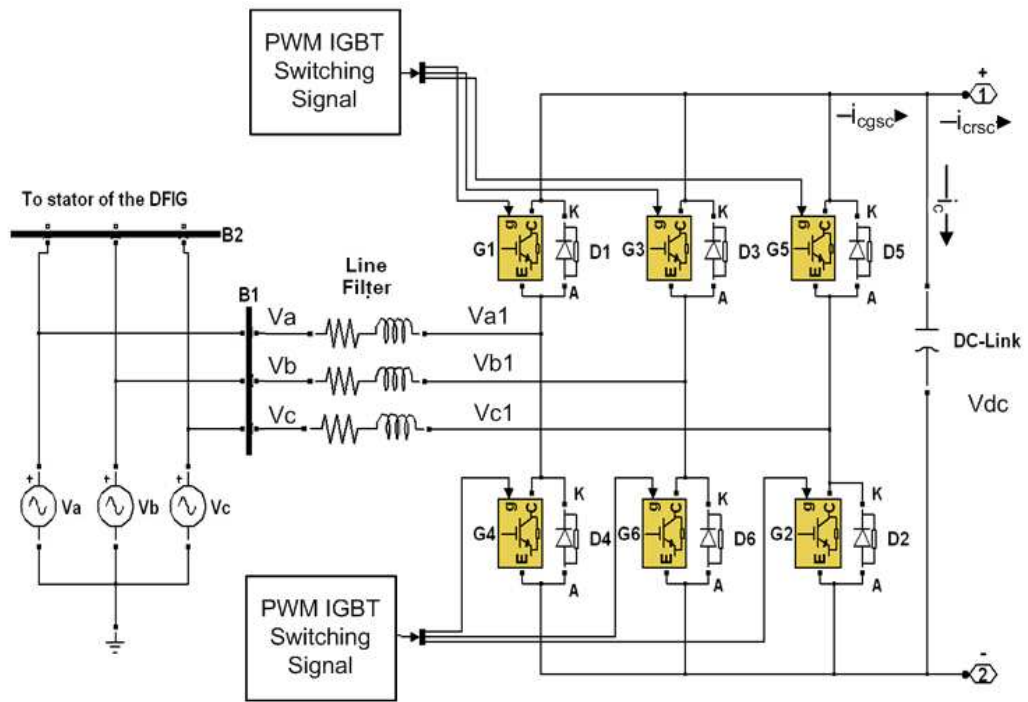 PWM IGBT
Switching
Signal
+
1
–icgsc
–icrsc
ic
To stator of the DFIG
B2
g
C
E
K
G1
D1
A
g
C
E
K
G3
D3
A
g
C
E
K
G5
D5
A
Line
Filter
B1
Va
Va1
Vb
Vb1
Vc
Vc1
DC-Link
Vdc
+
Va
+
Vb
+
Vc
g
C
E
K
G4
D4
A
g
C
E
K
G6
D6
A
g
C
E
K
G2
D2
A
PWM IGBT
Switching
Signal
-
2